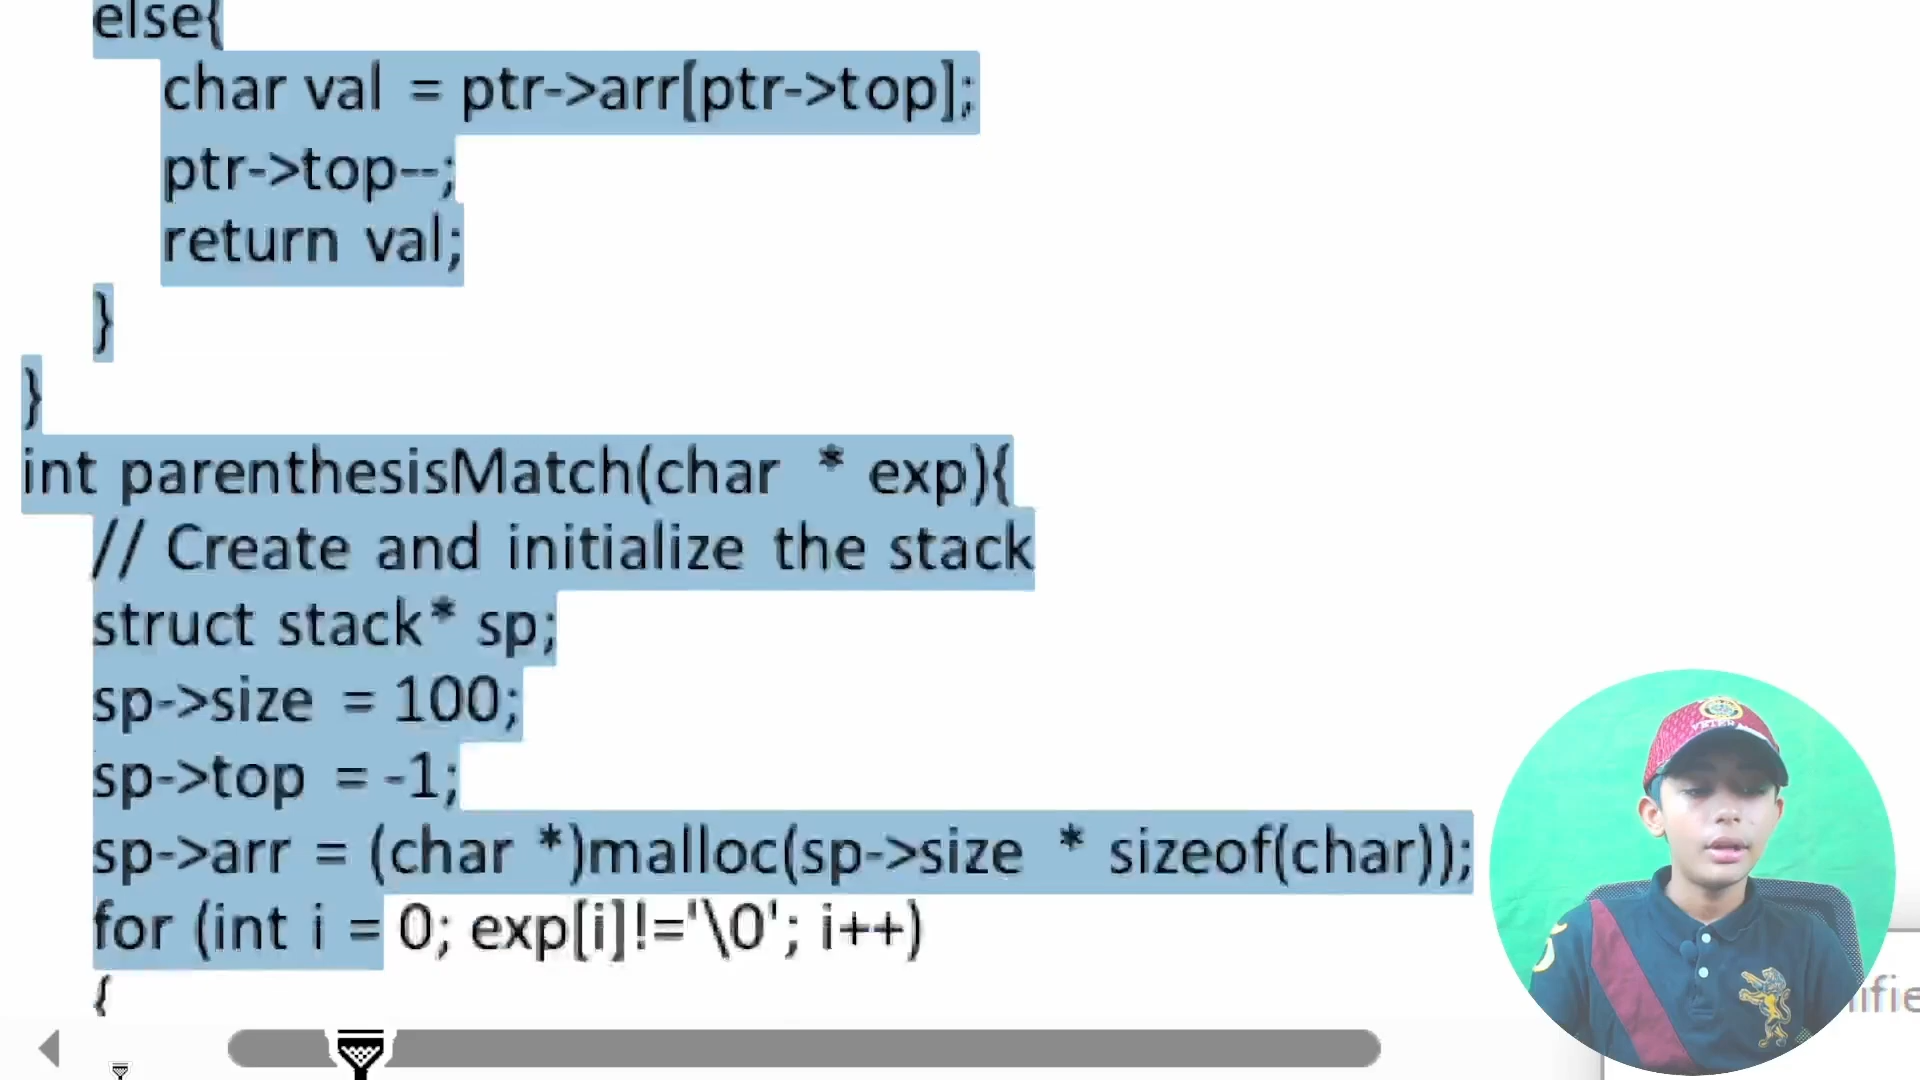 else{
char val = ptr->arr[ptr->top];
ptr->top--;
return val;
}
}
int parenthesisMatch(char * exp){
// Create and initialize the stack
struct stack* sp;
sp->size = 100;
sp->top = -1;
sp->arr = (char *)malloc(sp->size * sizeof(char));
for (int i = 0; exp[i]!='\0'; i++)
{